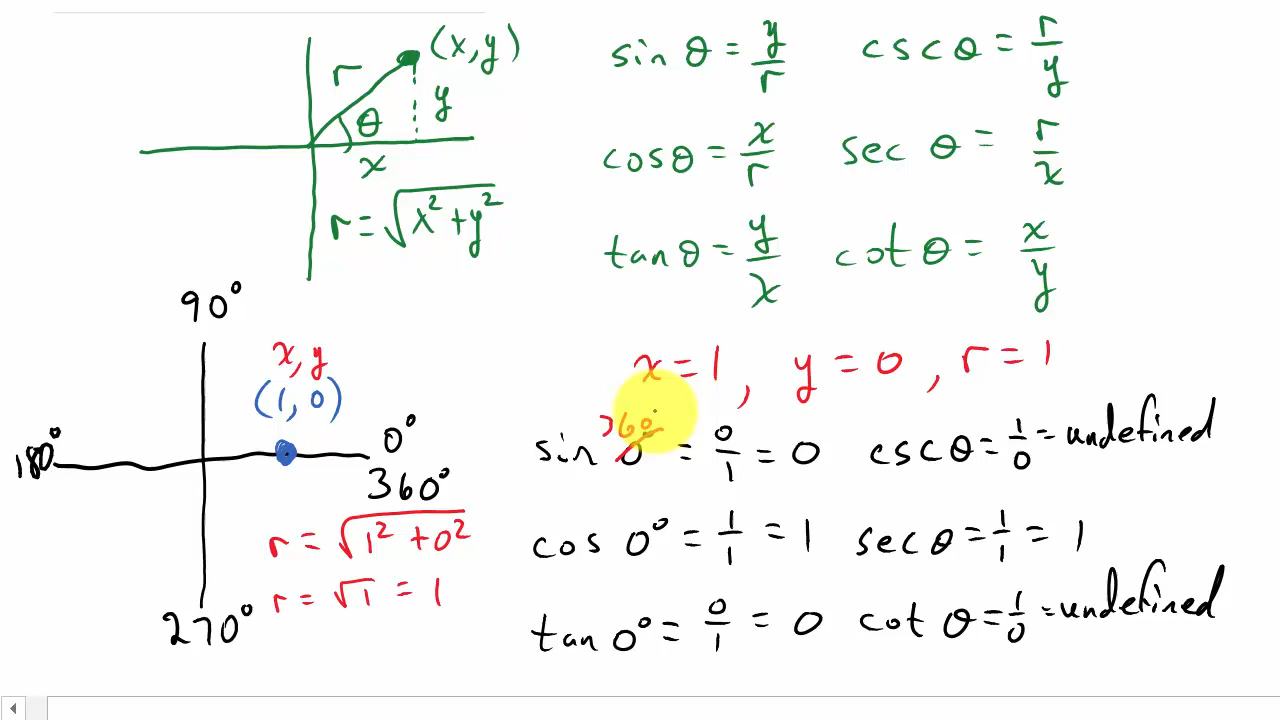 (x,y)
r
y
θ
x
r = √(x² + y²)
sin θ = y/r
csc θ = r/y
cos θ = x/r
sec θ = r/x
tan θ = y/x
cot θ = x/y
90°
x, y
(1, 0)
180°
0°
360°
270°
r = √(1² + 0²)
r = √1 = 1
x = 1, y = 0, r = 1
360°
sin 0° = 0/1 = 0
csc θ = 1/0 = undefined
cos 0° = 1/1 = 1
sec θ = 1/1 = 1
tan 0° = 0/1 = 0
cot θ = 1/0 = undefined